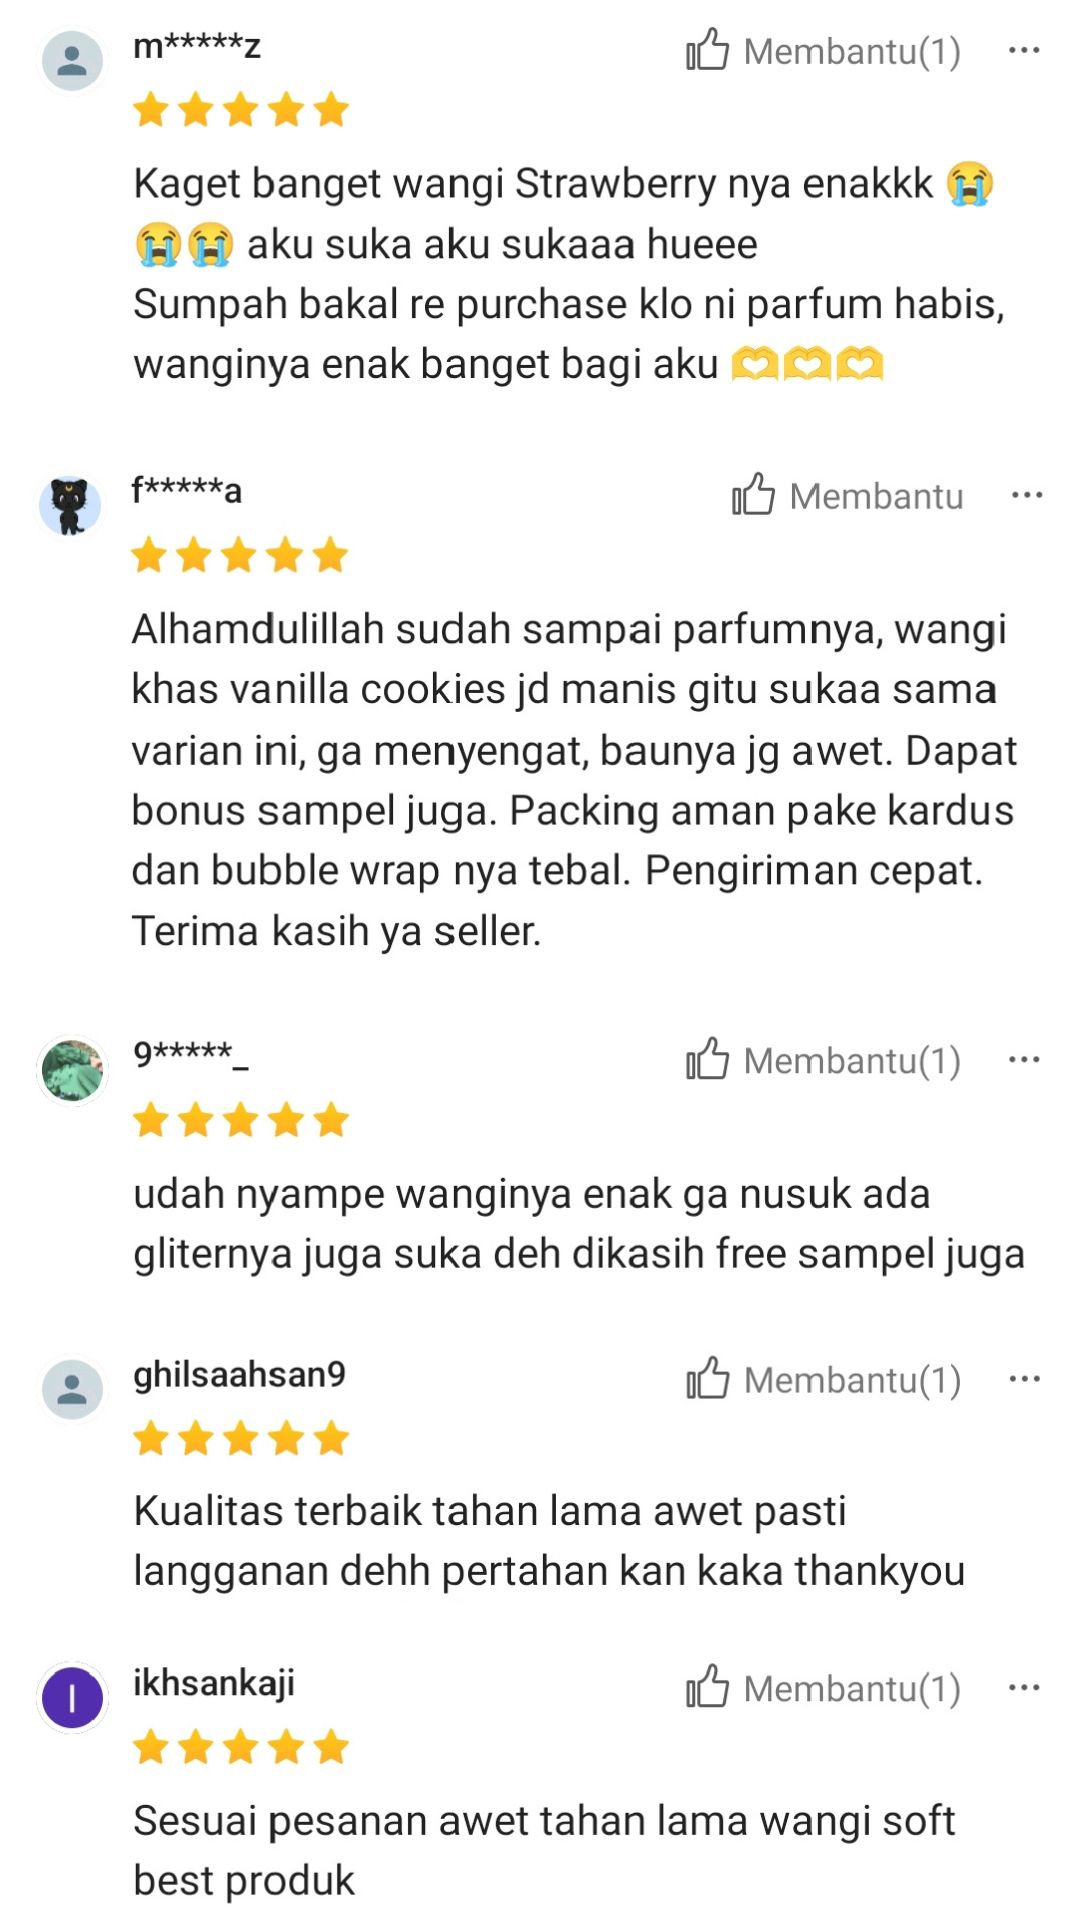 m*****z
Membantu(1)
Kaget banget wangi Strawberry nya enakkk 😭
😭😭 aku suka aku sukaaa hueee
Sumpah bakal re purchase klo ni parfum habis,
wanginya enak banget bagi aku 🫶🫶🫶
f*****a
Membantu
Alhamdulillah sudah sampai parfumnya, wangi
khas vanilla cookies jd manis gitu sukaa sama
varian ini, ga menyengat, baunya jg awet. Dapat
bonus sampel juga. Packing aman pake kardus
dan bubble wrap nya tebal. Pengiriman cepat.
Terima kasih ya seller.
9*****_
Membantu(1)
udah nyampe wanginya enak ga nusuk ada
gliternya juga suka deh dikasih free sampel juga
ghilsaahsan9
Membantu(1)
Kualitas terbaik tahan lama awet pasti
langganan dehh pertahan kan kaka thankyou
I
ikhsankaji
Membantu(1)
Sesuai pesanan awet tahan lama wangi soft
best produk